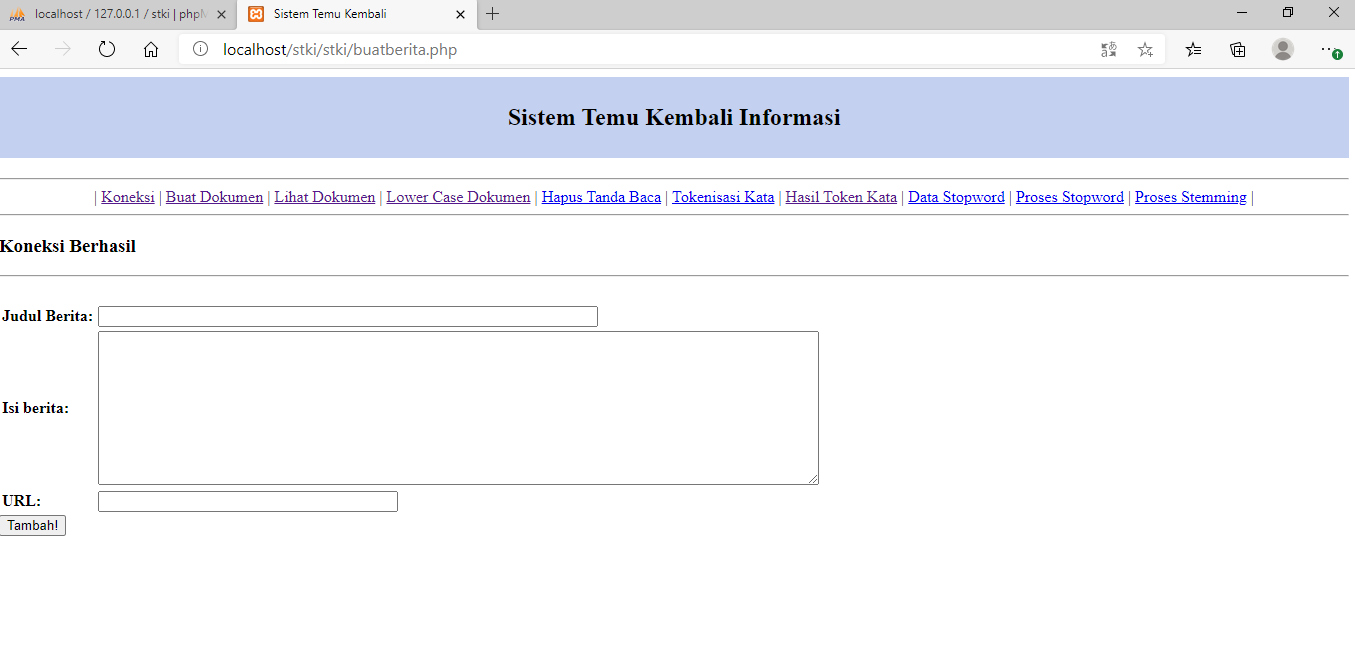 localhost / 127.0.0.1 / stki | phpM
Sistem Temu Kembali
localhost/stki/stki/buatberita.php
Sistem Temu Kembali Informasi
| Koneksi | Buat Dokumen | Lihat Dokumen | Lower Case Dokumen | Hapus Tanda Baca | Tokenisasi Kata | Hasil Token Kata | Data Stopword | Proses Stopword | Proses Stemming |
Koneksi Berhasil
Judul Berita:
Isi berita:
URL:
Tambah!